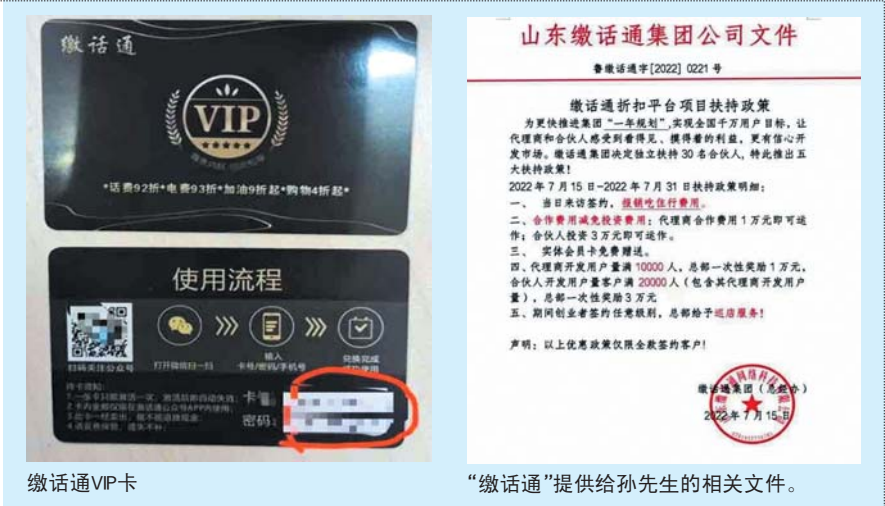 缴话通
VIP
*话费92折*电费93折*加油9折起*购物4折起*
使用流程
扫码关注公众号
打开微信扫一扫
输入
卡号/密码/手机号
兑换完成
卡号
密码
缴话通VIP卡
山东缴话通集团公司文件
鲁缴话通字[2022] 0221 号
缴话通折扣平台项目扶持政策
为更快推进集团“一年规划”,实现全国千万用户目标，让
代理商和合伙人感受到看得见、摸得着的利益，更有信心开
发市场。缴话通集团决定独立扶持 30 名合伙人，特此推出五
大扶持政策！
2022 年 7 月 15 日-2022 年 7 月 31 日扶持政策明细：
一、 当日来访签约，报销吃住行费用。
二、合作费用减免投资费用：代理商合作费用 1 万元即可运
作；合伙人投资 3 万元即可运作。
三、 实体会员卡免费赠送。
四、代理商开发用户量满 10000 人，总部一次性奖励 1 万元，
合伙人开发用户量客户满 20000 人（包含其代理商开发用户
量），总部一次性奖励 3 万元
五、期间创业者签约任意级别，总部给予巡店服务！
声明：以上优惠政策仅限全款签约客户！
缴话通集团（总经办）
2022 年 7 月 15 日
“缴话通”提供给孙先生的相关文件。